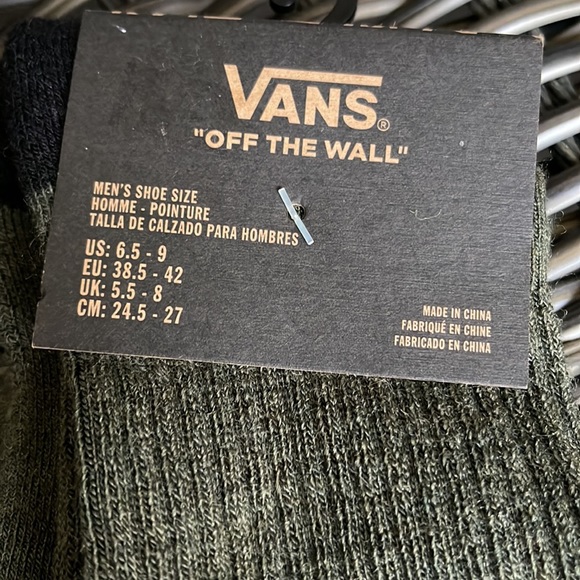 VANS®
"OFF THE WALL"
MEN'S SHOE SIZE
HOMME - POINTURE
TALLA DE CALZADO PARA HOMBRES
US: 6.5 - 9
EU: 38.5 - 42
UK: 5.5 - 8
CM: 24.5 - 27
MADE IN CHINA
FABRIQUÉ EN CHINE
FABRICADO EN CHINA